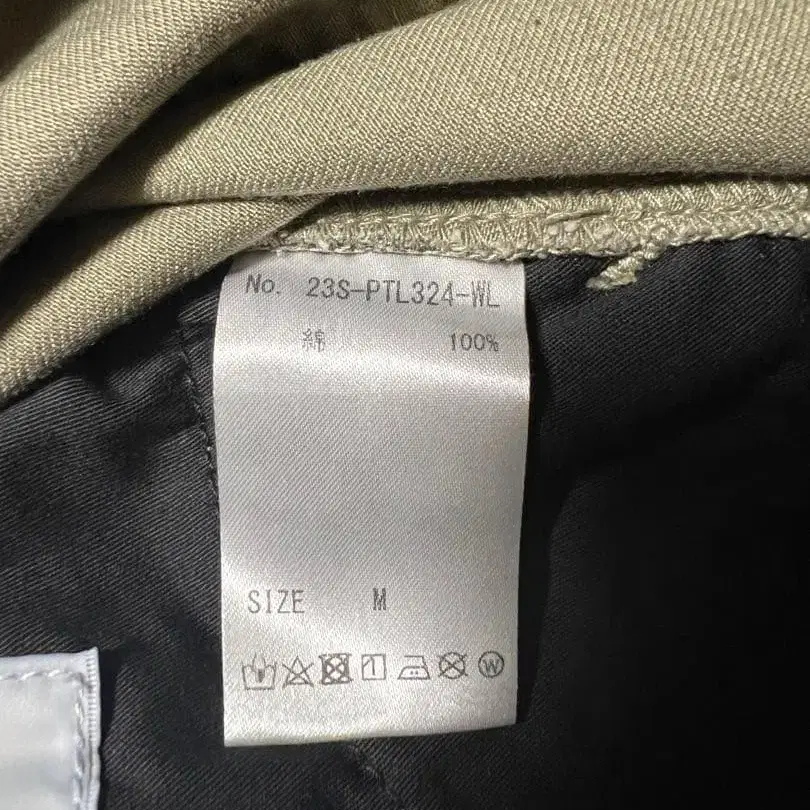 No. 23S-PTL324-WL
綿 100%
SIZE M
W